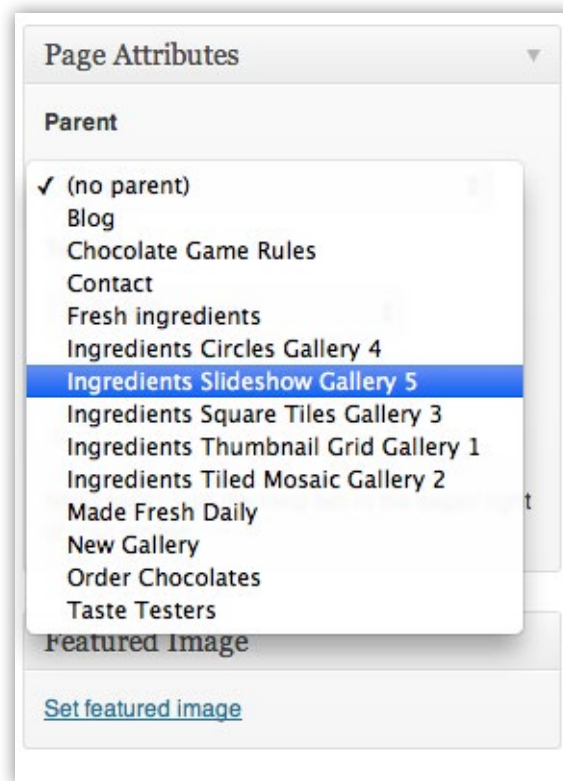 Page Attributes
Parent
✓ (no parent)
Blog
Chocolate Game Rules
Contact
Fresh ingredients
Ingredients Circles Gallery 4
Ingredients Slideshow Gallery 5
Ingredients Square Tiles Gallery 3
Ingredients Thumbnail Grid Gallery 1
Ingredients Tiled Mosaic Gallery 2
Made Fresh Daily
New Gallery
Order Chocolates
Taste Testers
Featured Image
Set featured image